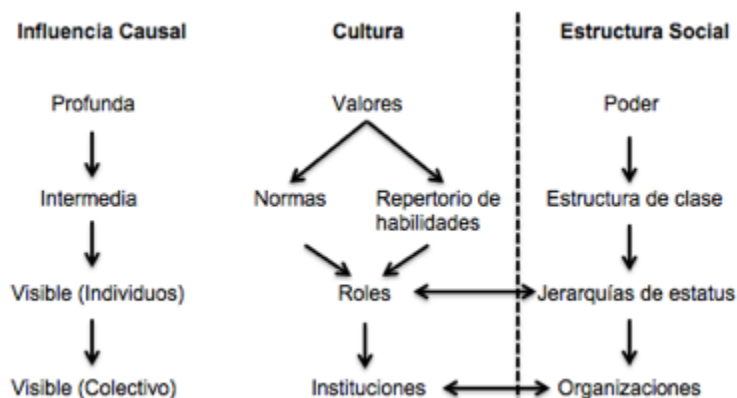 Influencia Causal Cultura Estructura Social
Profunda Valores Poder
Intermedia Normas Repertorio de Estructura de clase
habilidades
Visible (Individuos) Roles Jerarquías de estatus
Visible (Colectivo) Instituciones Organizaciones